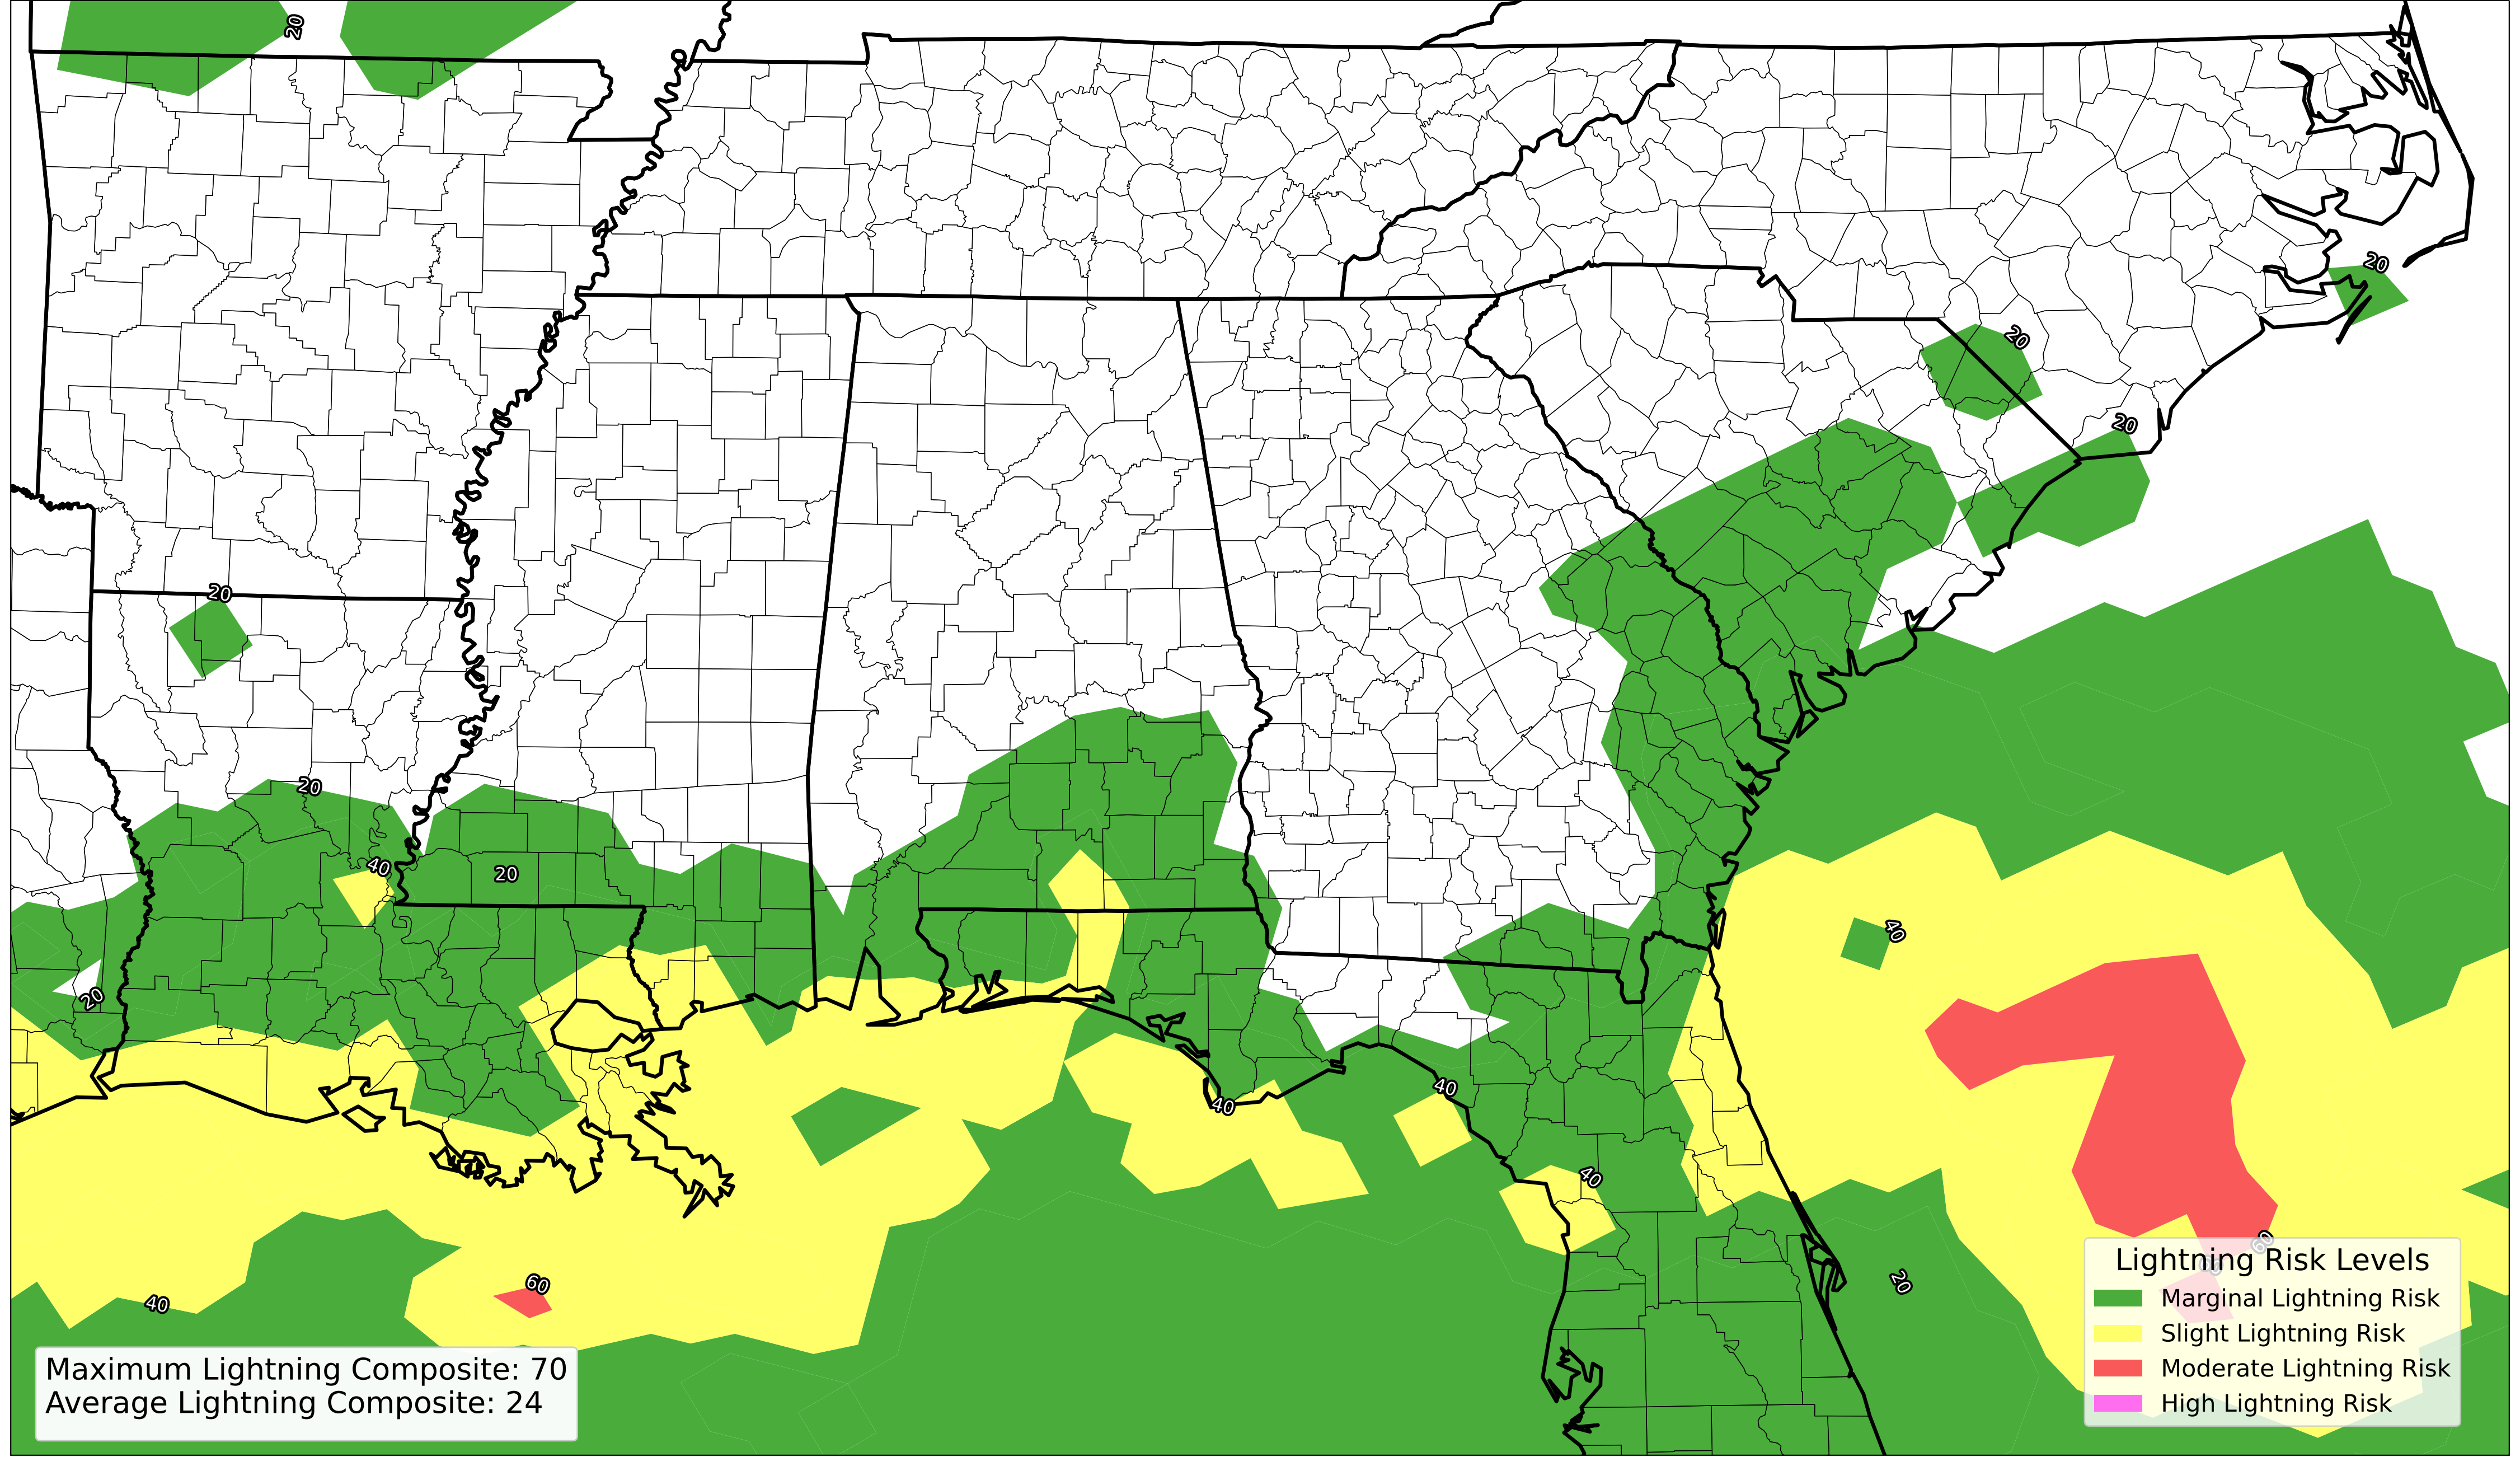 20
20
20
20
20
20
40
20
40
20
40
40
40
60
40
20
60
Lightning Risk Levels
Marginal Lightning Risk
Slight Lightning Risk
Moderate Lightning Risk
High Lightning Risk
Maximum Lightning Composite: 70
Average Lightning Composite: 24